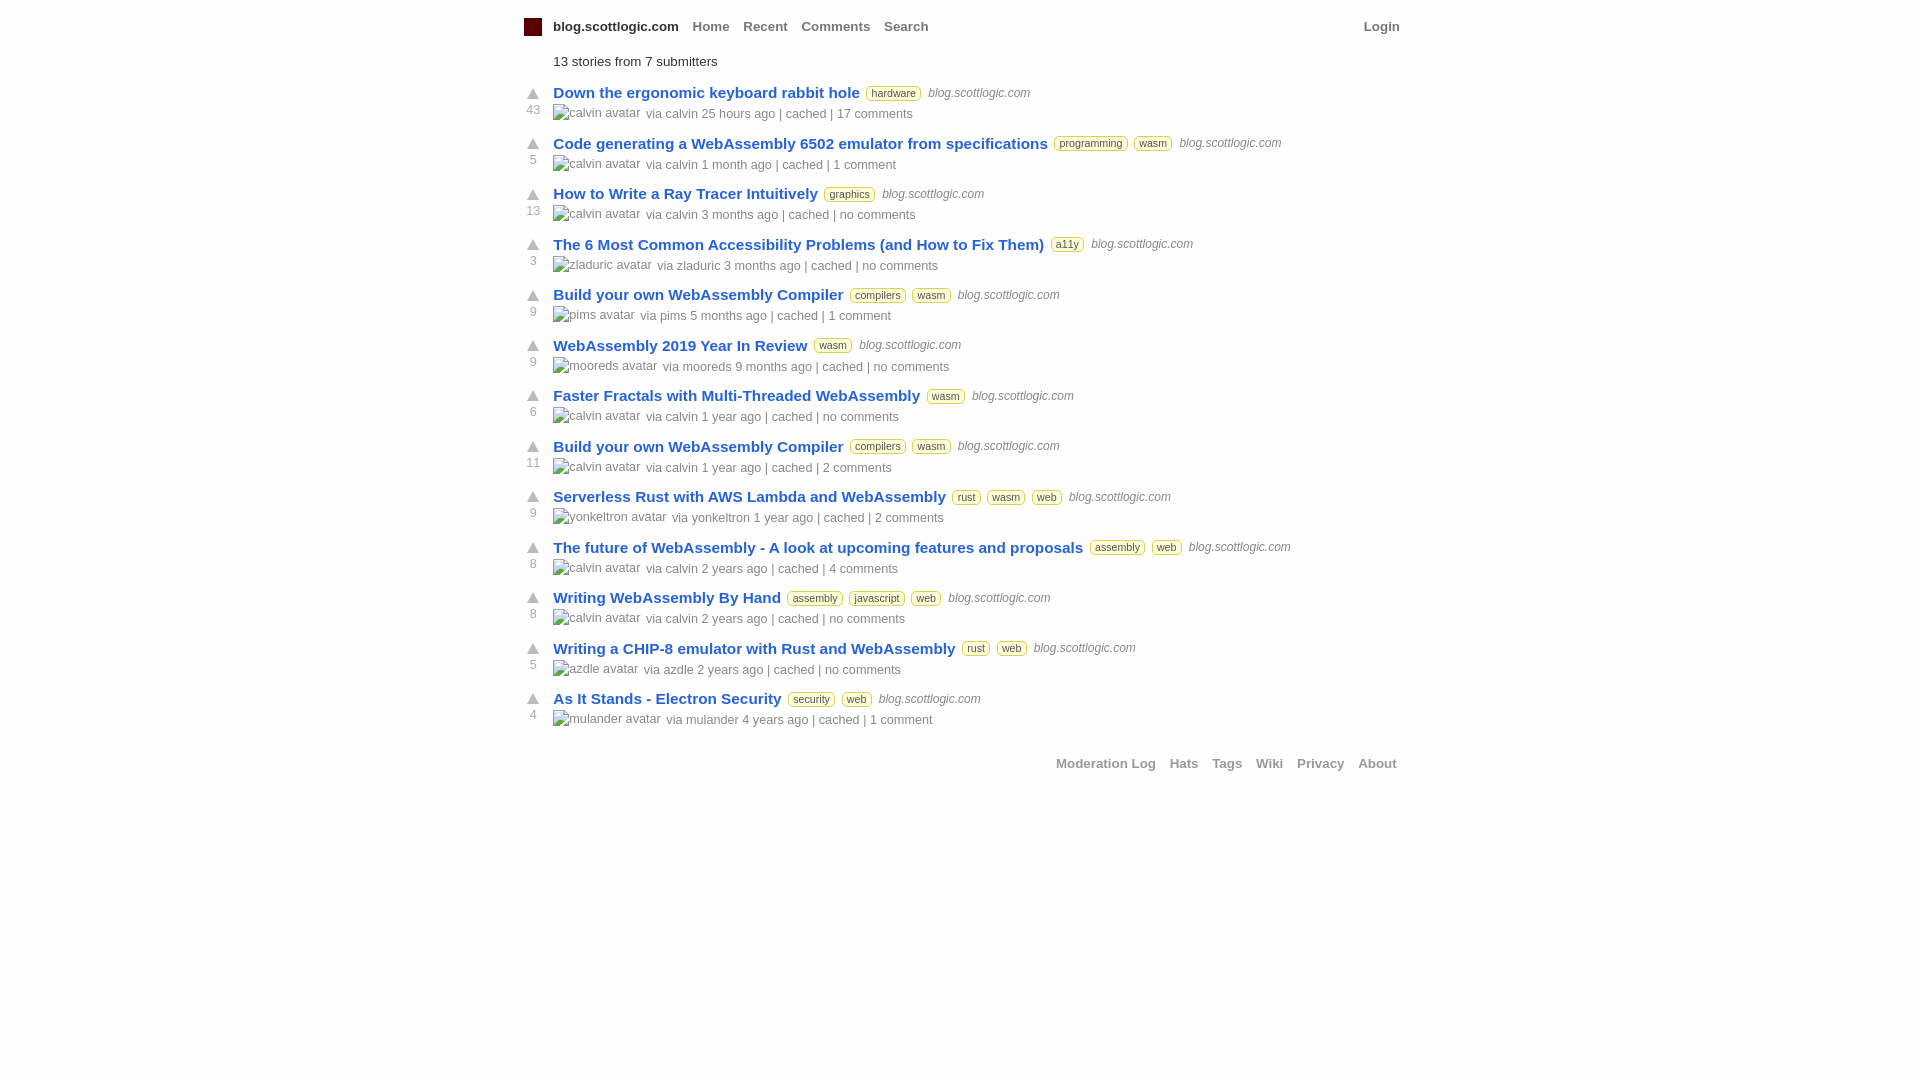 blog.scottlogic.com Home Recent Comments Search Login
13 stories from 7 submitters
Down the ergonomic keyboard rabbit hole hardware blog.scottlogic.com
43 calvin avatar via calvin 25 hours ago | cached | 17 comments
Code generating a WebAssembly 6502 emulator from specifications programming wasm blog.scottlogic.com
5 calvin avatar via calvin 1 month ago | cached | 1 comment
How to Write a Ray Tracer Intuitively graphics blog.scottlogic.com
13 calvin avatar via calvin 3 months ago | cached | no comments
The 6 Most Common Accessibility Problems (and How to Fix Them) a11y blog.scottlogic.com
3 zladuric avatar via zladuric 3 months ago | cached | no comments
Build your own WebAssembly Compiler compilers wasm blog.scottlogic.com
9 pims avatar via pims 5 months ago | cached | 1 comment
WebAssembly 2019 Year In Review wasm blog.scottlogic.com
9 mooreds avatar via mooreds 9 months ago | cached | no comments
Faster Fractals with Multi-Threaded WebAssembly wasm blog.scottlogic.com
6 calvin avatar via calvin 1 year ago | cached | no comments
Build your own WebAssembly Compiler compilers wasm blog.scottlogic.com
11 calvin avatar via calvin 1 year ago | cached | 2 comments
Serverless Rust with AWS Lambda and WebAssembly rust wasm web blog.scottlogic.com
9 yonkeltron avatar via yonkeltron 1 year ago | cached | 2 comments
The future of WebAssembly - A look at upcoming features and proposals assembly web blog.scottlogic.com
8 calvin avatar via calvin 2 years ago | cached | 4 comments
Writing WebAssembly By Hand assembly javascript web blog.scottlogic.com
8 calvin avatar via calvin 2 years ago | cached | no comments
Writing a CHIP-8 emulator with Rust and WebAssembly rust web blog.scottlogic.com
5 azdle avatar via azdle 2 years ago | cached | no comments
As It Stands - Electron Security security web blog.scottlogic.com
4 mulander avatar via mulander 4 years ago | cached | 1 comment
Moderation Log Hats Tags Wiki Privacy About